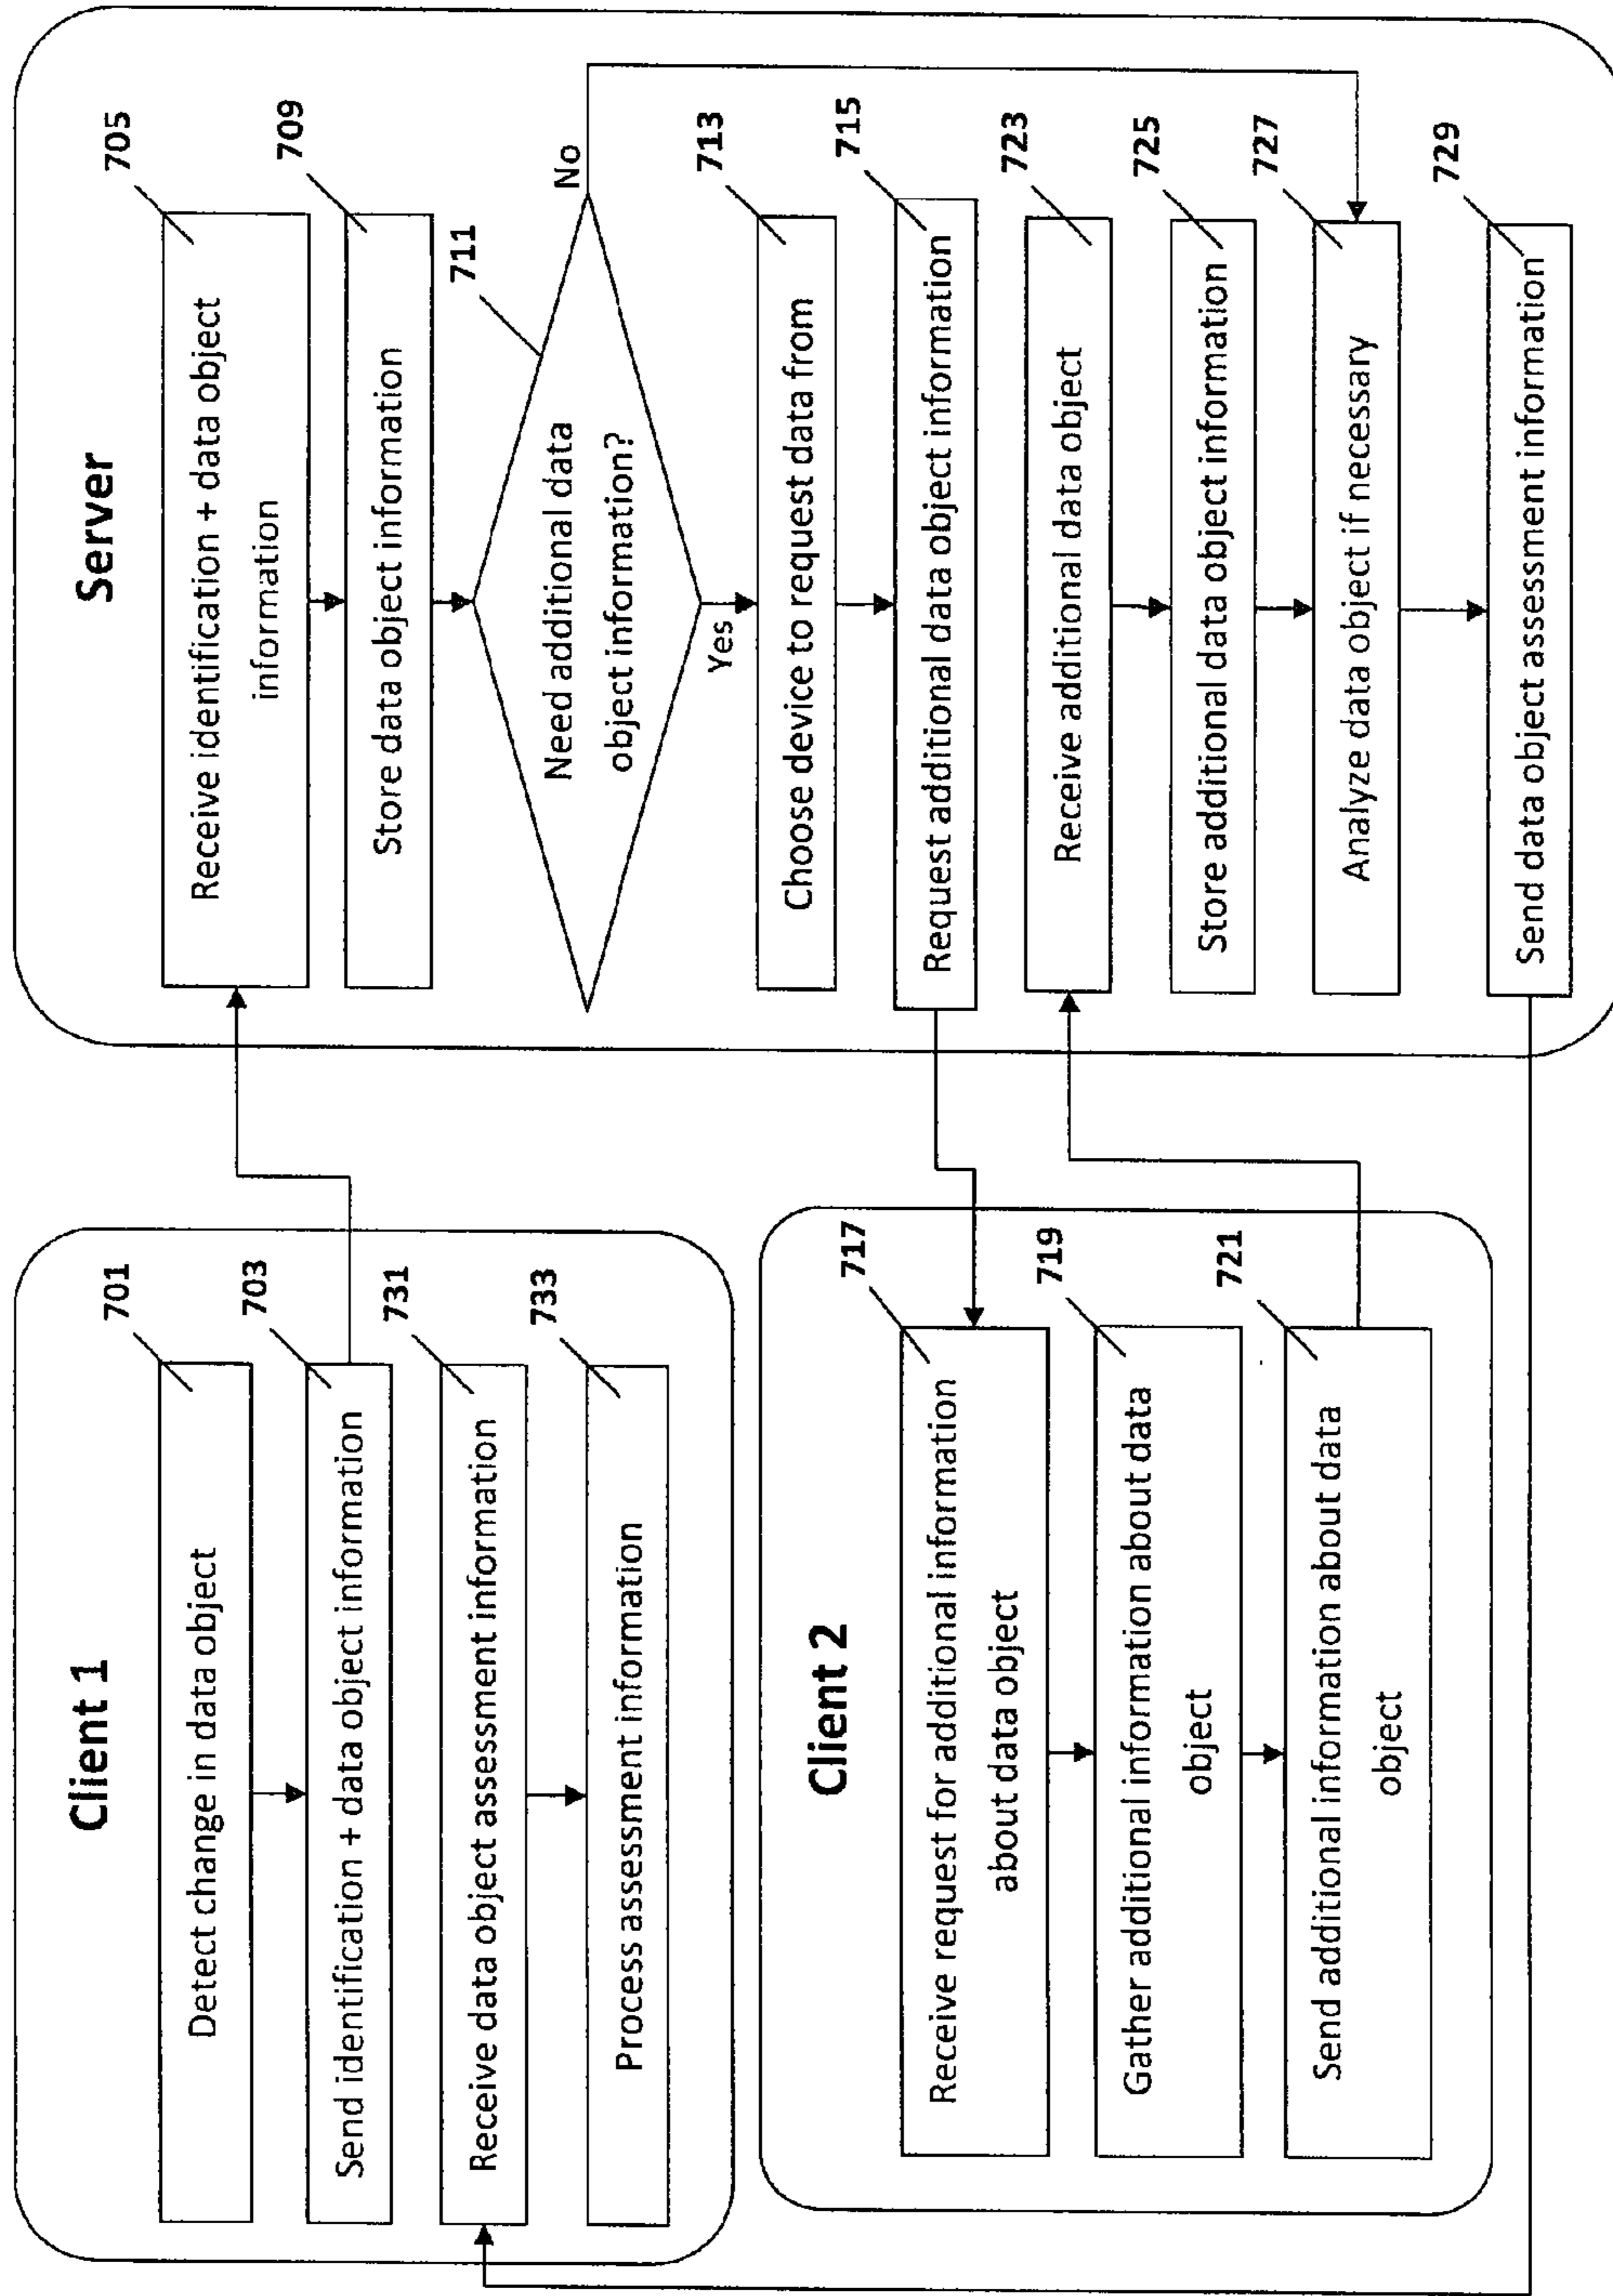 Client 1
701
Detect change in data object
703
Send identification + data object information
731
Receive data object assessment information
733
Process assessment information
Client 2
717
Receive request for additional information
about data object
719
Gather additional information about data
object
721
Send additional information about data
object
Server
705
Receive identification + data object
information
709
Store data object information
711
Need additional data
object information?
No
Yes
713
Choose device to request data from
715
Request additional data object information
723
Receive additional data object
725
Store additional data object information
727
Analyze data object if necessary
729
Send data object assessment information